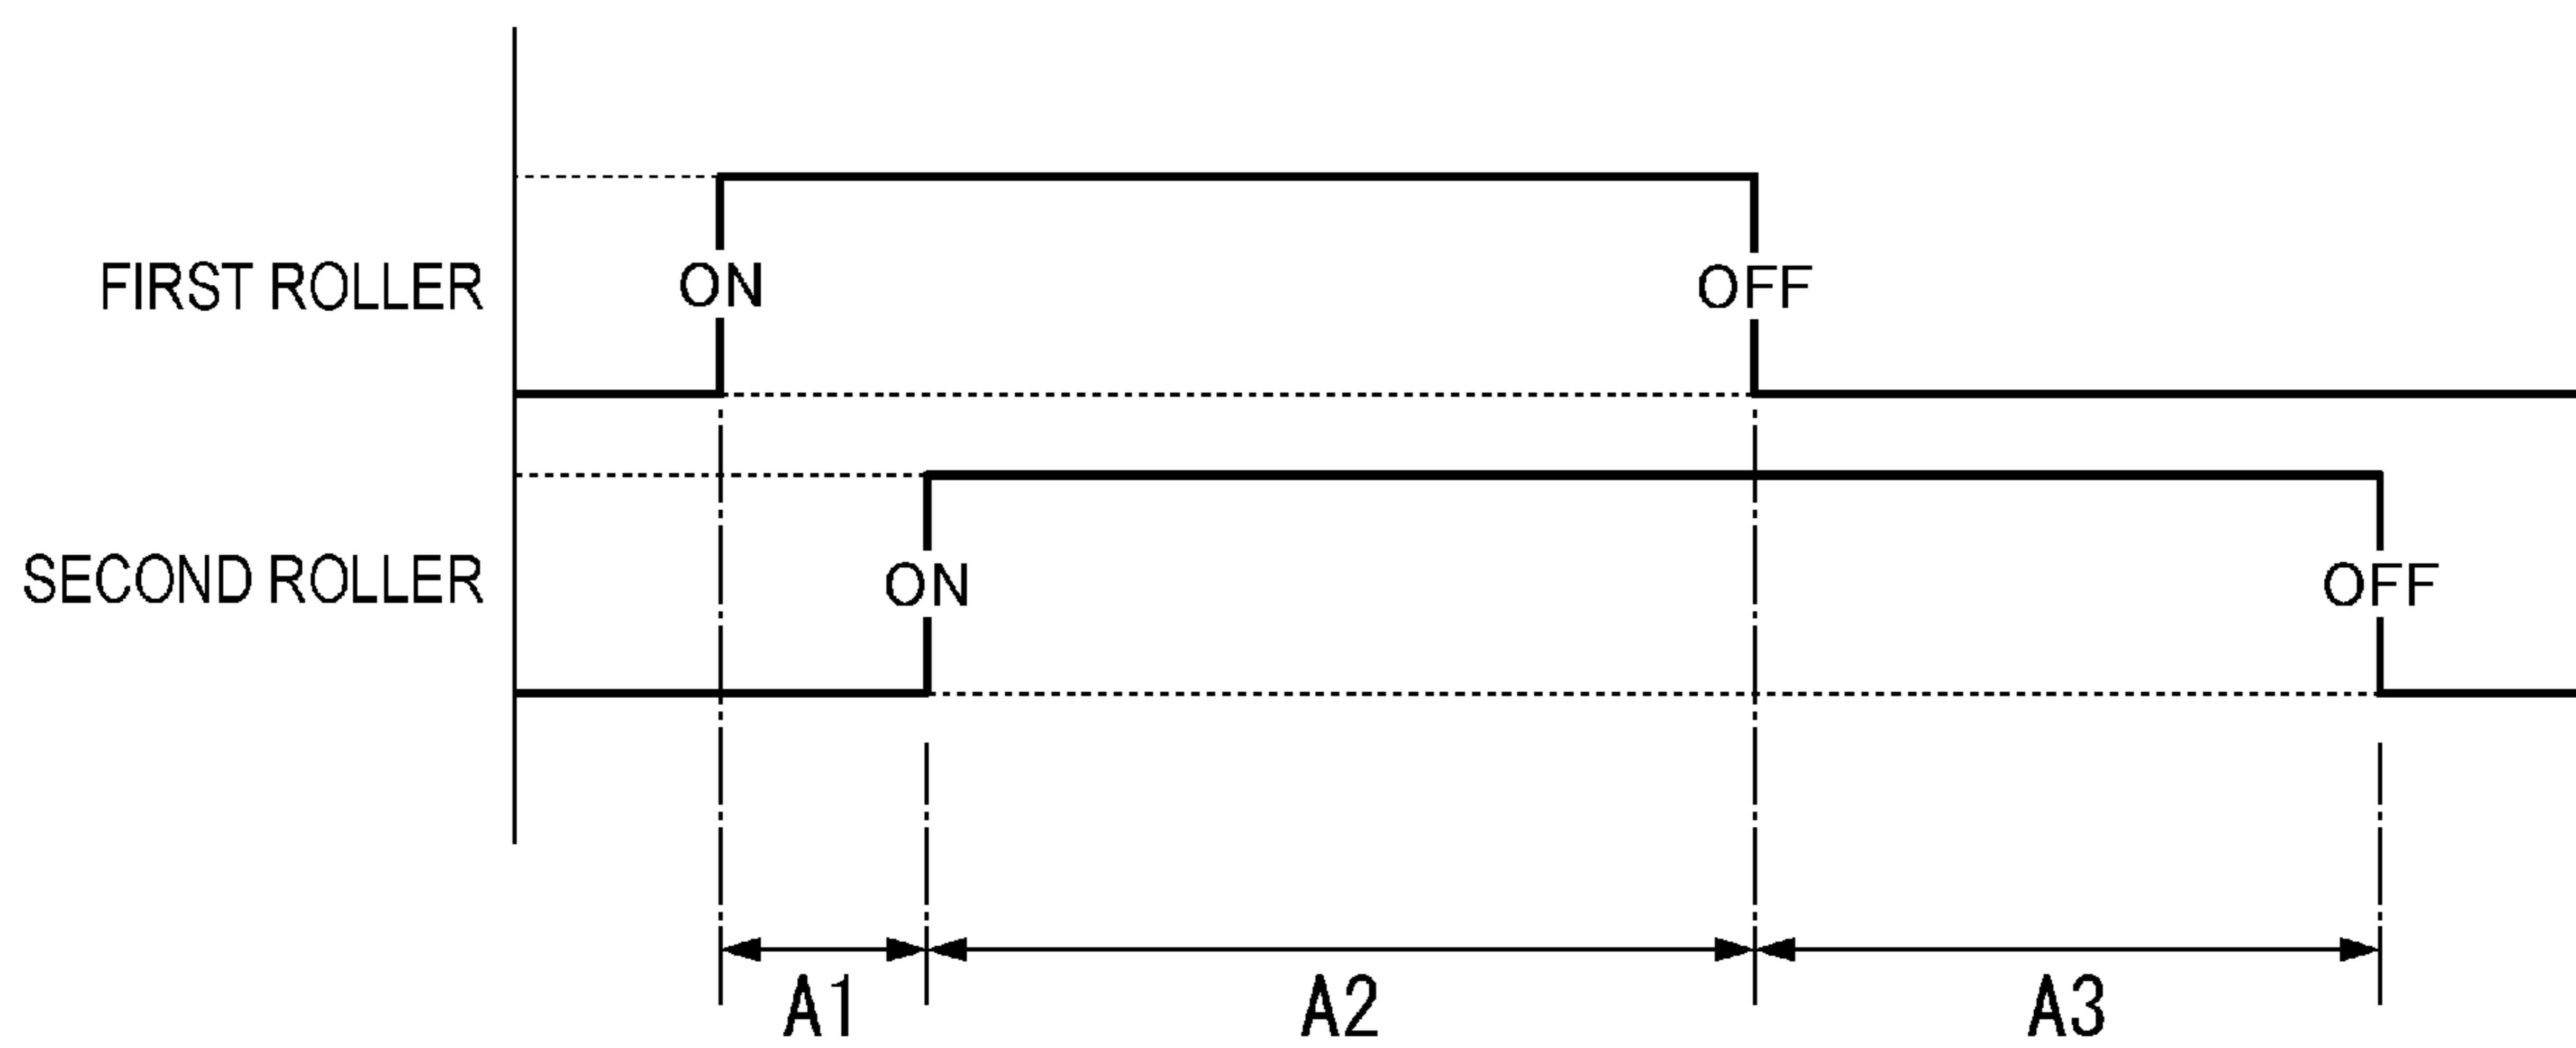 FIRST ROLLER
ON
OFF
SECOND ROLLER
ON
OFF
A1
A2
A3